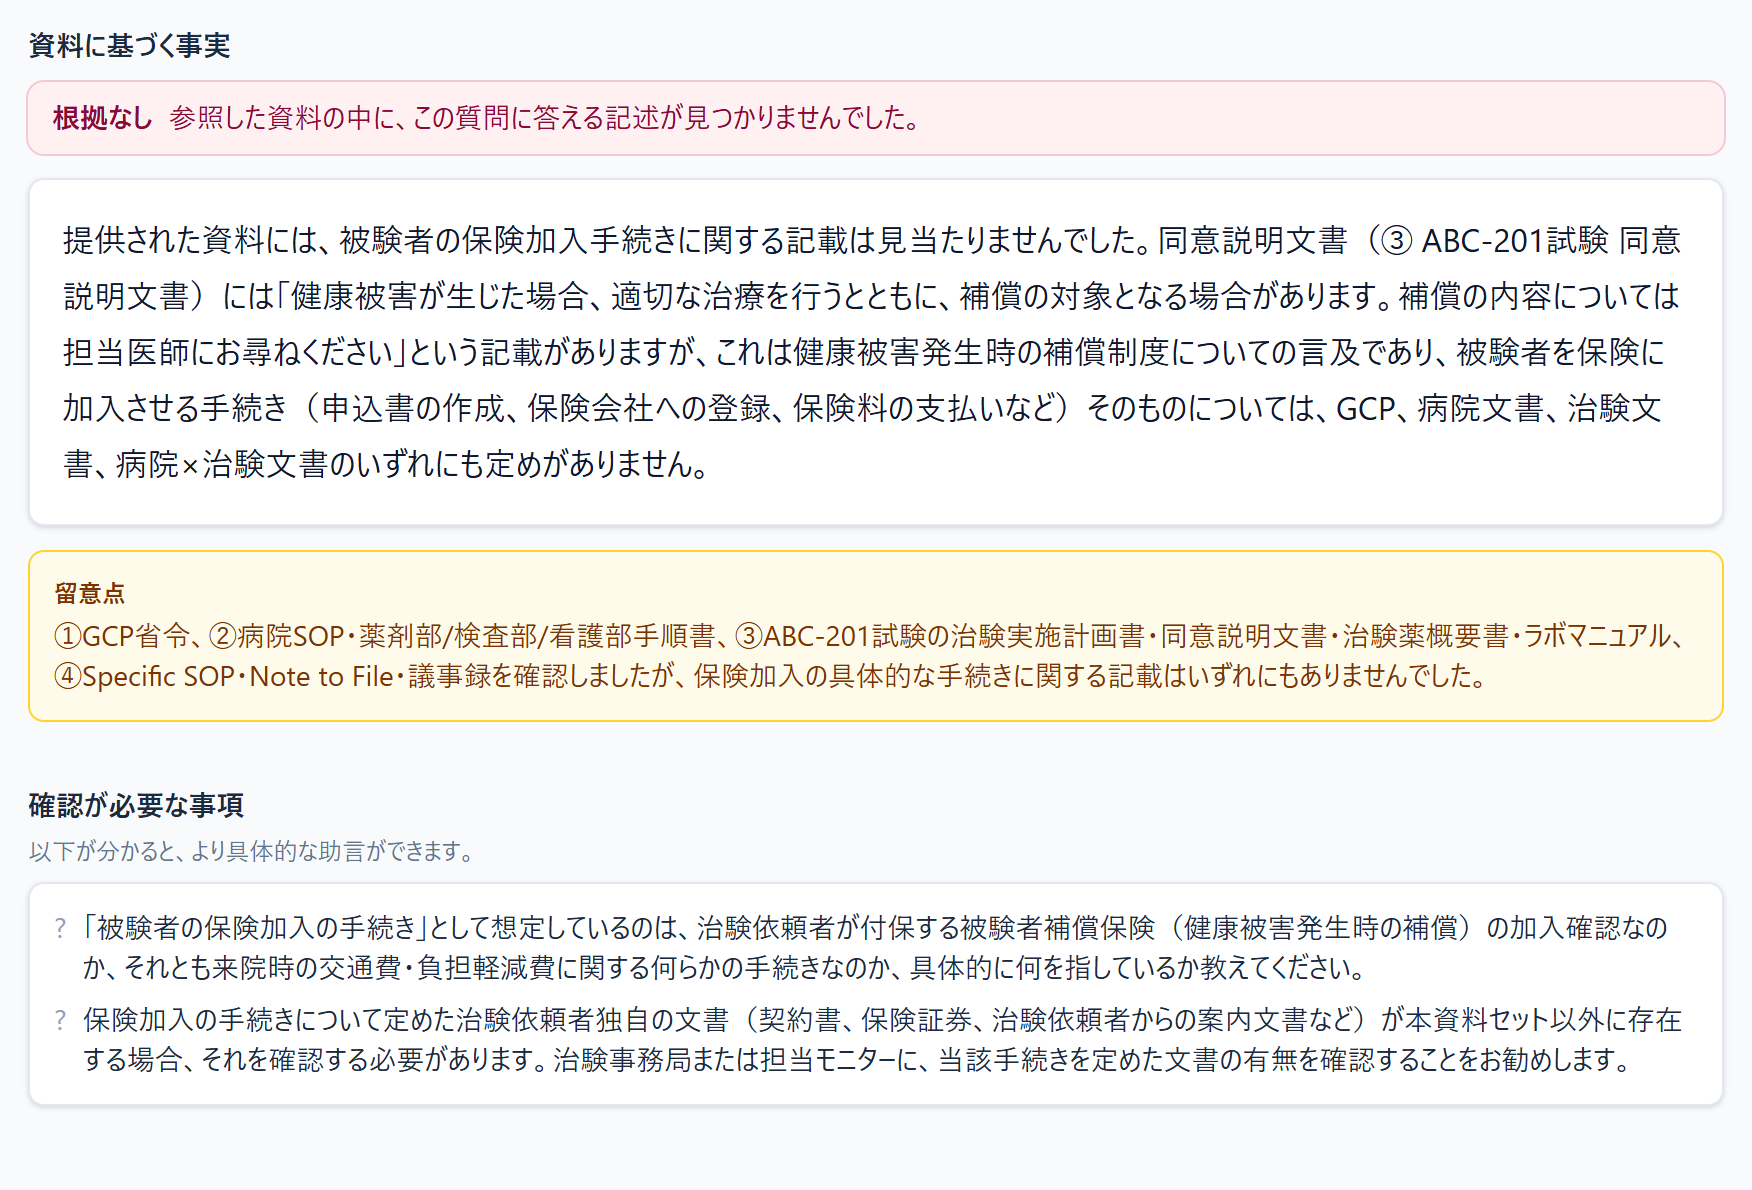 資料に基づく事実
根拠なし 参照した資料の中に、この質問に答える記述が見つかりませんでした。
提供された資料には、被験者の保険加入手続きに関する記載は見当たりませんでした。同意説明文書（③ ABC-201試験 同意
説明文書）には「健康被害が生じた場合、適切な治療を行うとともに、補償の対象となる場合があります。補償の内容については
担当医師にお尋ねください」という記載がありますが、これは健康被害発生時の補償制度についての言及であり、被験者を保険に
加入させる手続き（申込書の作成、保険会社への登録、保険料の支払いなど）そのものについては、GCP、病院文書、治験文
書、病院×治験文書のいずれにも定めがありません。
留意点
①GCP省令、②病院SOP・薬剤部/検査部/看護部手順書、③ABC-201試験の治験実施計画書・同意説明文書・治験薬概要書・ラボマニュアル、
④Specific SOP・Note to File・議事録を確認しましたが、保険加入の具体的な手続きに関する記載はいずれにもありませんでした。
確認が必要な事項
以下が分かると、より具体的な助言ができます。
? 「被験者の保険加入の手続き」として想定しているのは、治験依頼者が付保する被験者補償保険（健康被害発生時の補償）の加入確認なの
か、それとも来院時の交通費・負担軽減費に関する何らかの手続きなのか、具体的に何を指しているか教えてください。
? 保険加入の手続きについて定めた治験依頼者独自の文書（契約書、保険証券、治験依頼者からの案内文書など）が本資料セット以外に存在
する場合、それを確認する必要があります。治験事務局または担当モニターに、当該手続きを定めた文書の有無を確認することをお勧めします。